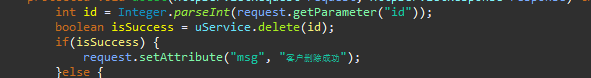 int id = Integer.parseInt(request.getParameter("id"));
boolean isSuccess = uService.delete(id);
if(isSuccess) {
request.setAttribute("msg", "客户删除成功");
}else {